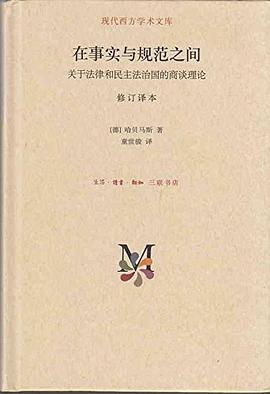 现代西方学术文库
在事实与规范之间
关于法律和民主法治国的商谈理论
修订译本
[德] 哈贝马斯 著
童世骏 译
生活·读书·新知 三联书店
M